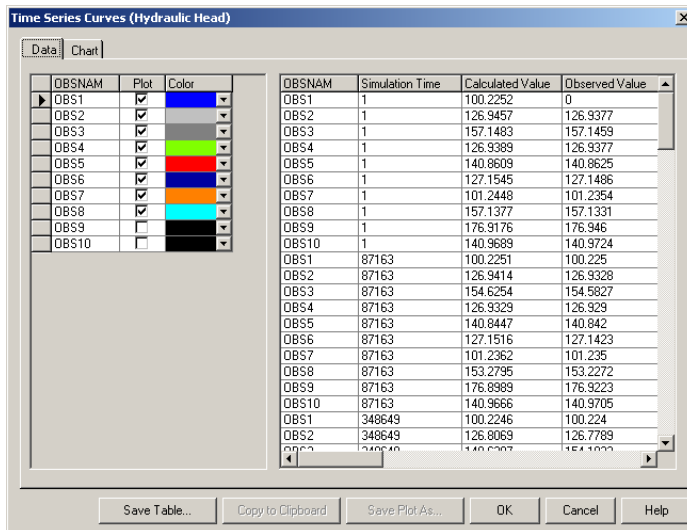 Time Series Curves (Hydraulic Head)
Data Chart
OBSNAM Plot Color
OBS1
OBS2
OBS3
OBS4
OBS5
OBS6
OBS7
OBS8
OBS9
OBS10
OBSNAM Simulation Time Calculated Value Observed Value
OBS1 1 100.2252 0
OBS2 1 126.9457 126.9377
OBS3 1 157.1483 157.1459
OBS4 1 126.9389 126.9377
OBS5 1 140.8609 140.8625
OBS6 1 127.1545 127.1486
OBS7 1 101.2448 101.2354
OBS8 1 157.1377 157.1331
OBS9 1 176.9176 176.946
OBS10 1 140.9689 140.9724
OBS1 87163 100.2251 100.225
OBS2 87163 126.9414 126.9328
OBS3 87163 154.6254 154.5827
OBS4 87163 126.9329 126.929
OBS5 87163 140.8447 140.842
OBS6 87163 127.1516 127.1423
OBS7 87163 101.2362 101.235
OBS8 87163 153.2795 153.2272
OBS9 87163 176.8989 176.9223
OBS10 87163 140.9666 140.9705
OBS1 348649 100.2246 100.224
OBS2 348649 126.8069 126.7789
Save Table... Copy to Clipboard Save Plot As... OK Cancel Help